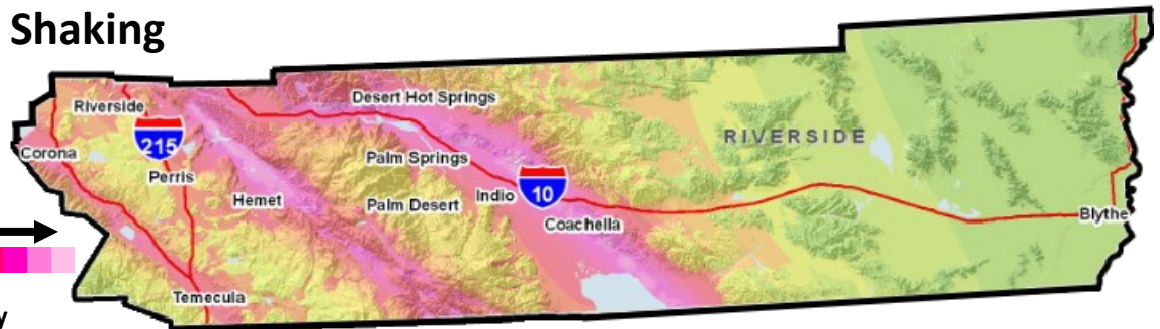 Shaking
Desert Hot Springs
Riverside
RIVERSIDE
215
Corona
Palm Springs
Perris
Indio
10
Hemet
Palm Desert
Coachella
Blythe
Temecula